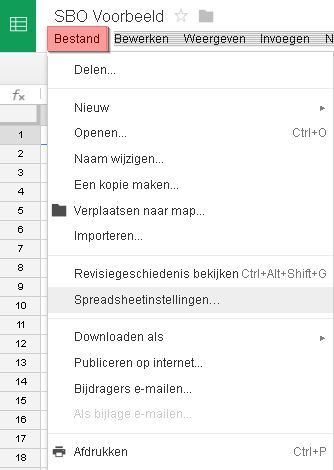 SBO Voorbeeld
Bestand Bewerken Weergeven Invoegen N
Delen...
fx
Nieuw
1
Openen... Ctrl+O
2
Naam wijzigen...
3
Een kopie maken...
4
Verplaatsen naar map...
5
Importeren...
6
7
Revisiegeschiedenis bekijken Ctrl+Alt+Shift+G
8
9
Spreadsheetinstellingen...
10
11
Downloaden als
12
Publiceren op internet...
13
14
Bijdragers e-mailen...
15
Als bijlage e-mailen...
16
17
Afdrukken Ctrl+P
18